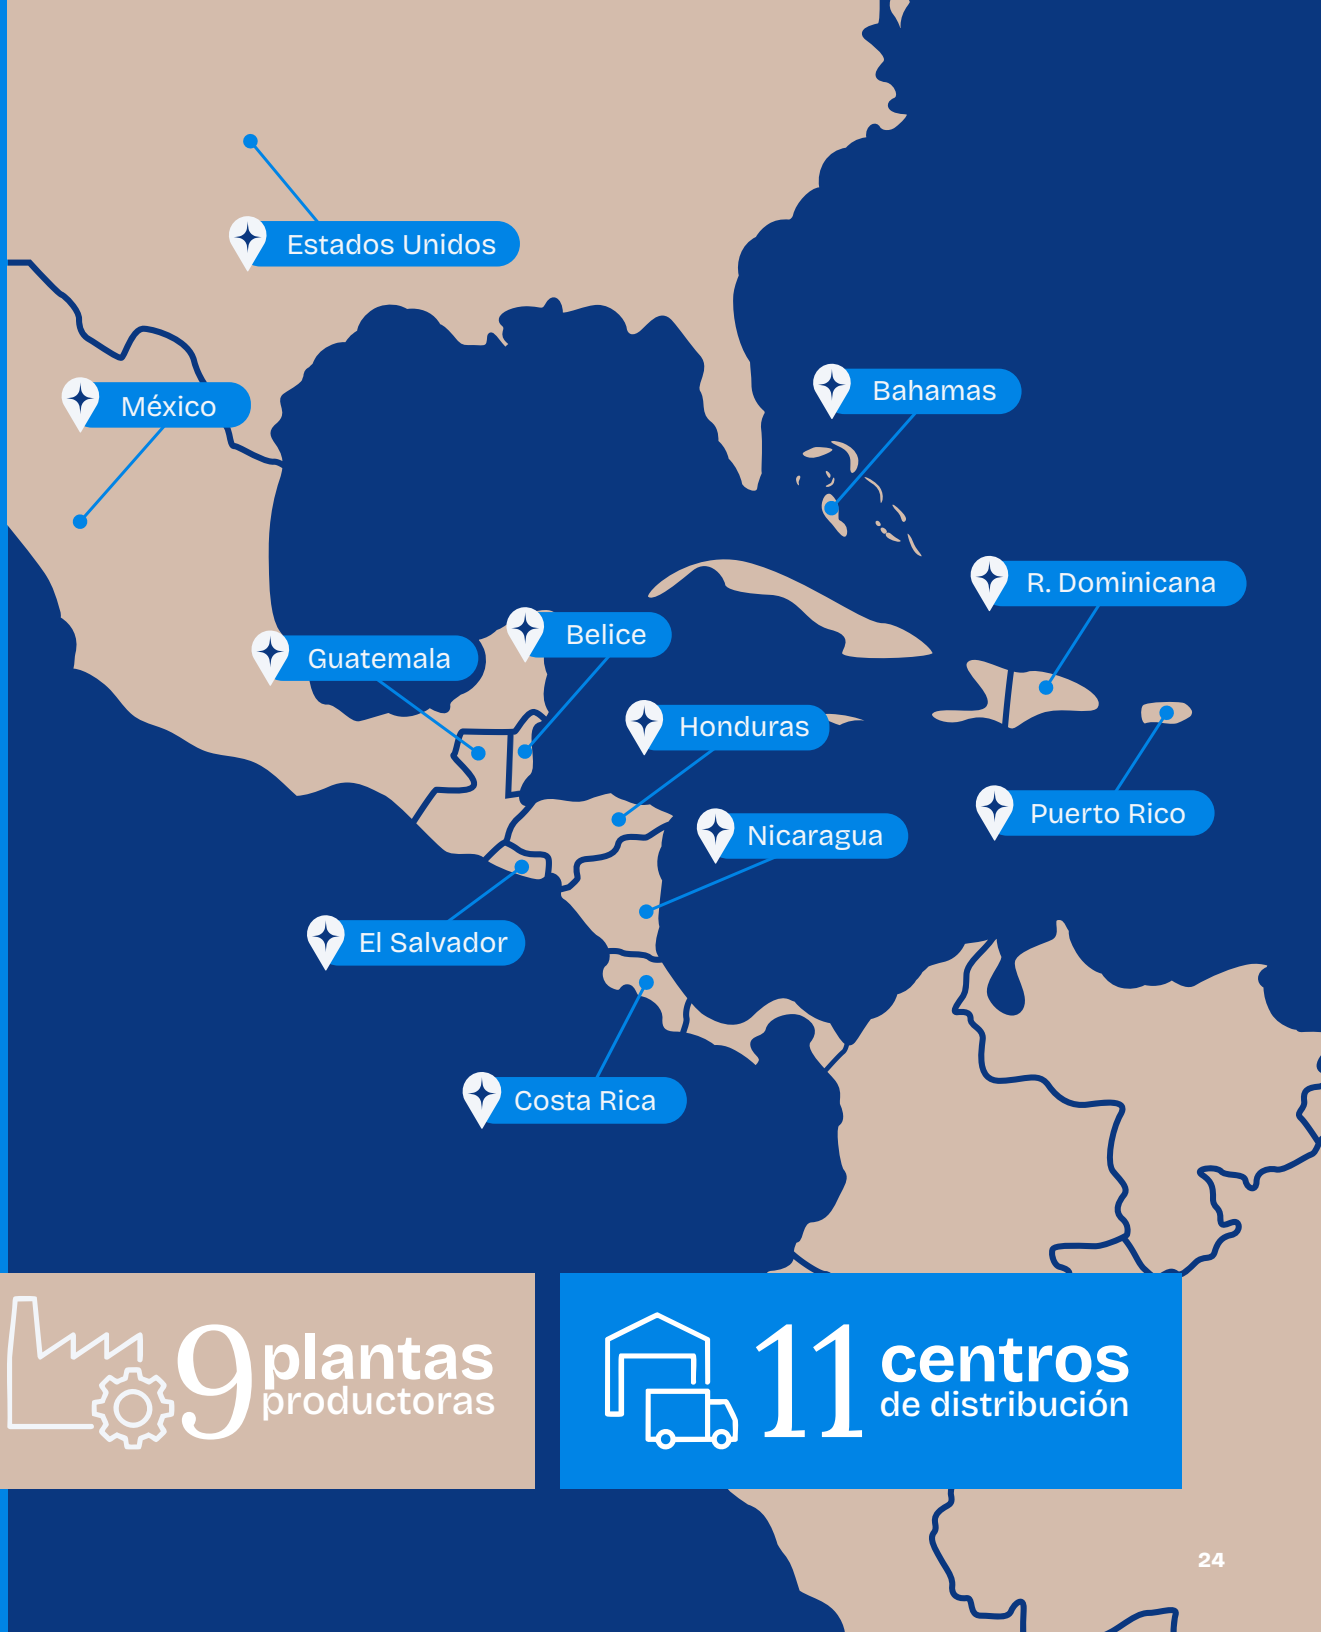 Estados Unidos
México
Bahamas
R. Dominicana
Belice
Guatemala
Honduras
Puerto Rico
Nicaragua
El Salvador
Costa Rica
9 plantas
productoras
11 centros
de distribución
24